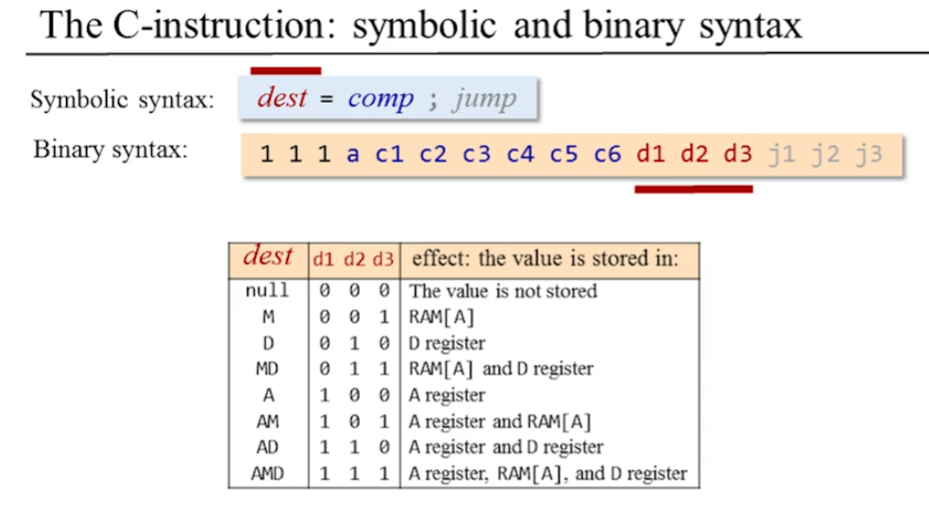 The C-instruction: symbolic and binary syntax
Symbolic syntax: dest = comp ; jump
Binary syntax: 1 1 1 a c1 c2 c3 c4 c5 c6 d1 d2 d3 j1 j2 j3
dest d1 d2 d3 effect: the value is stored in:
null 0 0 0 The value is not stored
M 0 0 1 RAM[A]
D 0 1 0 D register
MD 0 1 1 RAM[A] and D register
A 1 0 0 A register
AM 1 0 1 A register and RAM[A]
AD 1 1 0 A register and D register
AMD 1 1 1 A register, RAM[A], and D register